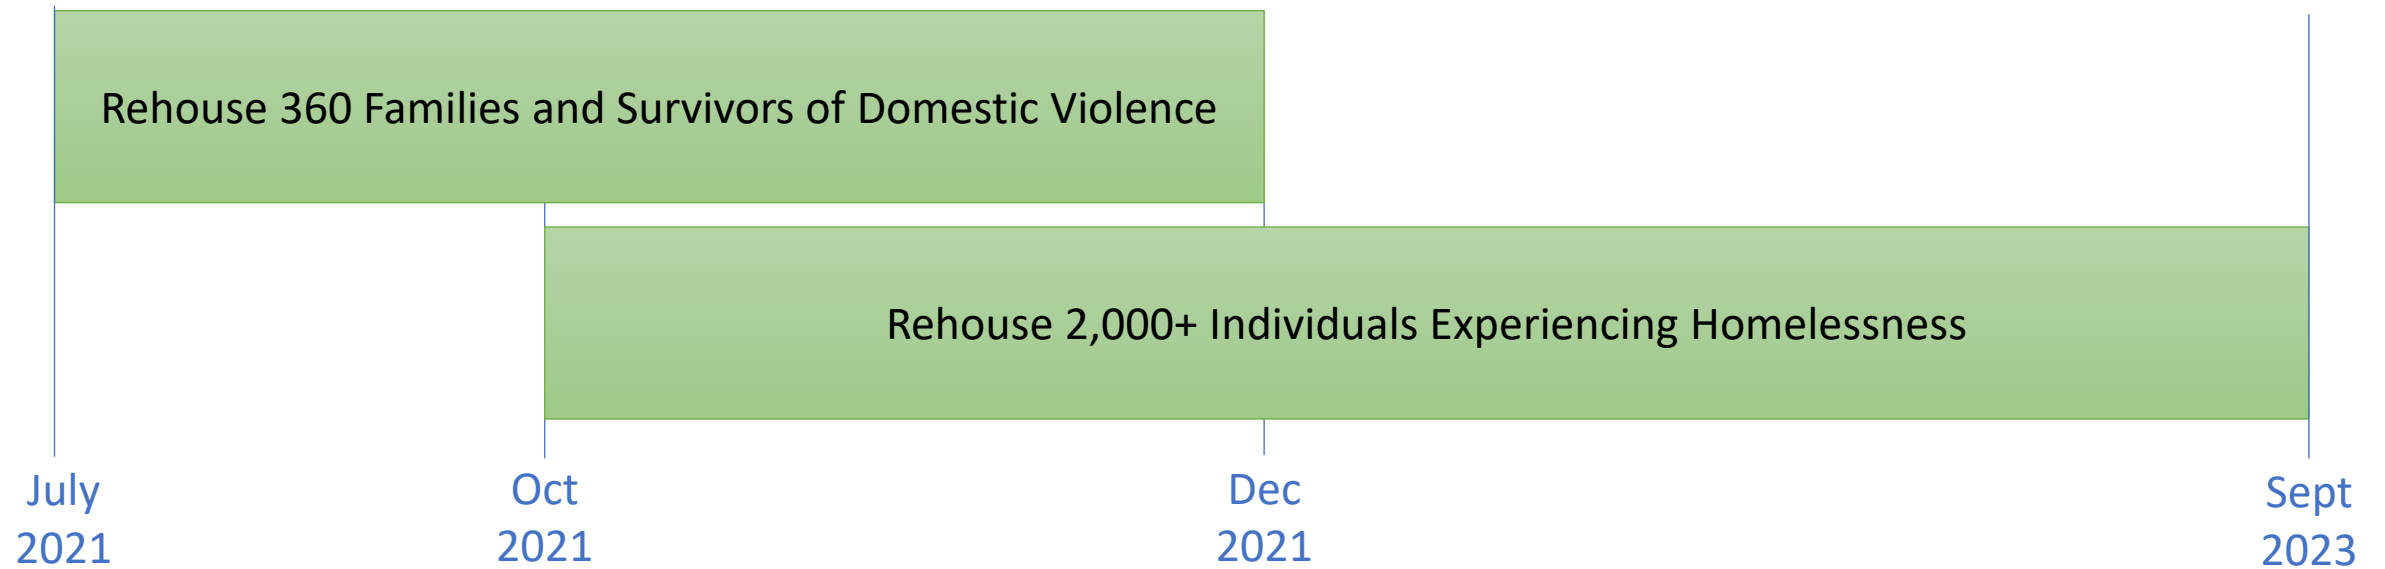 Rehouse 360 Families and Survivors of Domestic Violence
Rehouse 2,000+ Individuals Experiencing Homelessness
July
2021
Oct
2021
Dec
2021
Sept
2023